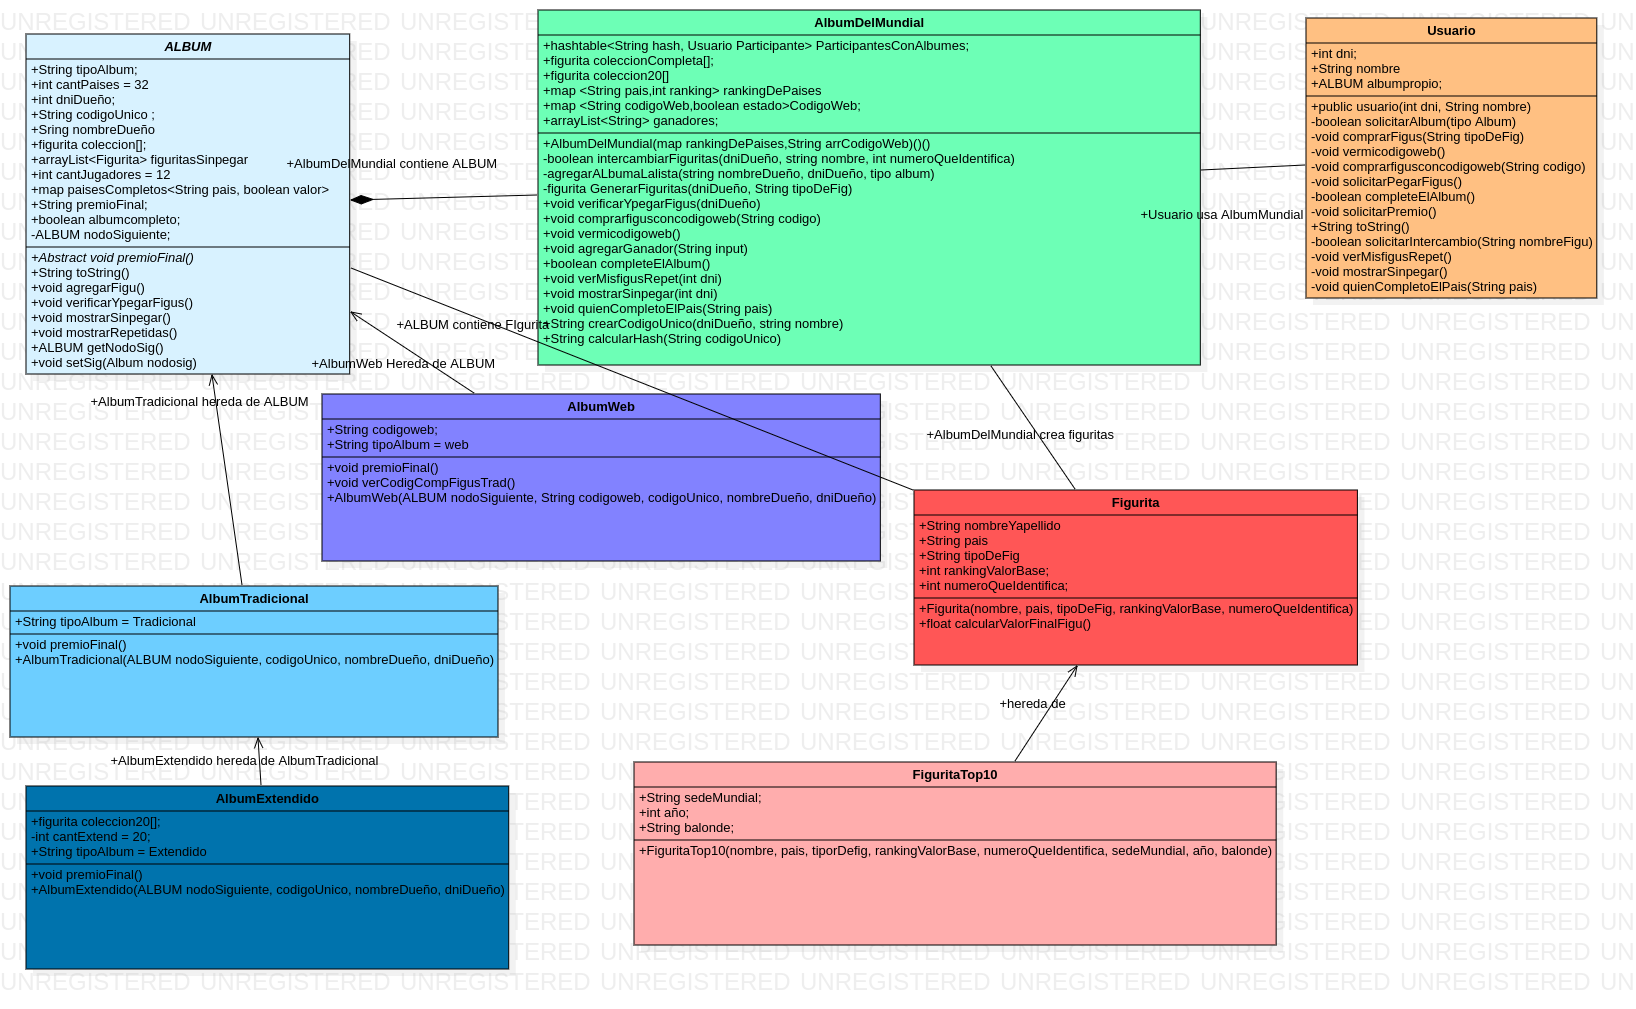 ALBUM
+String tipoAlbum;
+int cantPaises = 32
+int dniDueño;
+String codigoUnico ;
+Sring nombreDueño
+figurita coleccion[];
+arrayList<Figurita> figuritasSinpegar
+int cantJugadores = 12
+map paisesCompletos<String pais, boolean valor>
+String premioFinal;
+boolean albumcompleto;
-ALBUM nodoSiguiente;
+Abstract void premioFinal()
+String toString()
+void agregarFigu()
+void verificarYpegarFigus()
+void mostrarSinpegar()
+void mostrarRepetidas()
+ALBUM getNodoSig()
+void setSig(Album nodosig)
+AlbumDelMundial contiene ALBUM
AlbumDelMundial
+hashtable<String hash, Usuario Participante> ParticipantesConAlbumes;
+figurita coleccionCompleta[];
+figurita coleccion20[]
+map <String pais,int ranking> rankingDePaises
+map <String codigoWeb,boolean estado>CodigoWeb;
+arrayList<String> ganadores;
+AlbumDelMundial(map rankingDePaises,String arrCodigoWeb)()()
-boolean intercambiarFiguritas(dniDueño, string nombre, int numeroQueIdentifica)
-agregarALbumaLalista(string nombreDueño, dniDueño, tipo album)
-figurita GenerarFiguritas(dniDueño, String tipoDeFig)
+void verificarYpegarFigus(dniDueño)
+void comprarfigusconcodigoweb(String codigo)
+void vermicodigoweb()
+void agregarGanador(String input)
+boolean completeElAlbum()
+void verMisfigusRepet(int dni)
+void mostrarSinpegar(int dni)
+void quienCompletoElPais(String pais)
+String crearCodigoUnico(dniDueño, string nombre)
+String calcularHash(String codigoUnico)
Usuario
+int dni;
+String nombre
+ALBUM albumpropio;
+public usuario(int dni, String nombre)
-boolean solicitarAlbum(tipo Album)
-void comprarFigus(String tipoDeFig)
-void vermicodigoweb()
-void comprarfigusconcodigoweb(String codigo)
-void solicitarPegarFigus()
-boolean completeElAlbum()
-void solicitarPremio()
+String toString()
-boolean solicitarIntercambio(String nombreFigu)
-void verMisfigusRepet()
-void mostrarSinpegar()
-void quienCompletoElPais(String pais)
+Usuario usa AlbumMundial
+ALBUM contiene FIgurita
+AlbumWeb Hereda de ALBUM
+AlbumTradicional hereda de ALBUM
AlbumWeb
+String codigoweb;
+String tipoAlbum = web
+void premioFinal()
+void verCodigCompFigusTrad()
+AlbumWeb(ALBUM nodoSiguiente, String codigoweb, codigoUnico, nombreDueño, dniDueño)
+AlbumDelMundial crea figuritas
Figurita
+String nombreYapellido
+String pais
+String tipoDeFig
+int rankingValorBase;
+int numeroQueIdentifica;
+Figurita(nombre, pais, tipoDeFig, rankingValorBase, numeroQueIdentifica)
+float calcularValorFinalFigu()
AlbumTradicional
+String tipoAlbum = Tradicional
+void premioFinal()
+AlbumTradicional(ALBUM nodoSiguiente, codigoUnico, nombreDueño, dniDueño)
+hereda de
+AlbumExtendido hereda de AlbumTradicional
AlbumExtendido
+figurita coleccion20[];
-int cantExtend = 20;
+String tipoAlbum = Extendido
+void premioFinal()
+AlbumExtendido(ALBUM nodoSiguiente, codigoUnico, nombreDueño, dniDueño)
FiguritaTop10
+String sedeMundial;
+int año;
+String balonde;
+FiguritaTop10(nombre, pais, tiporDefig, rankingValorBase, numeroQueIdentifica, sedeMundial, año, balonde)
UNREGISTERED